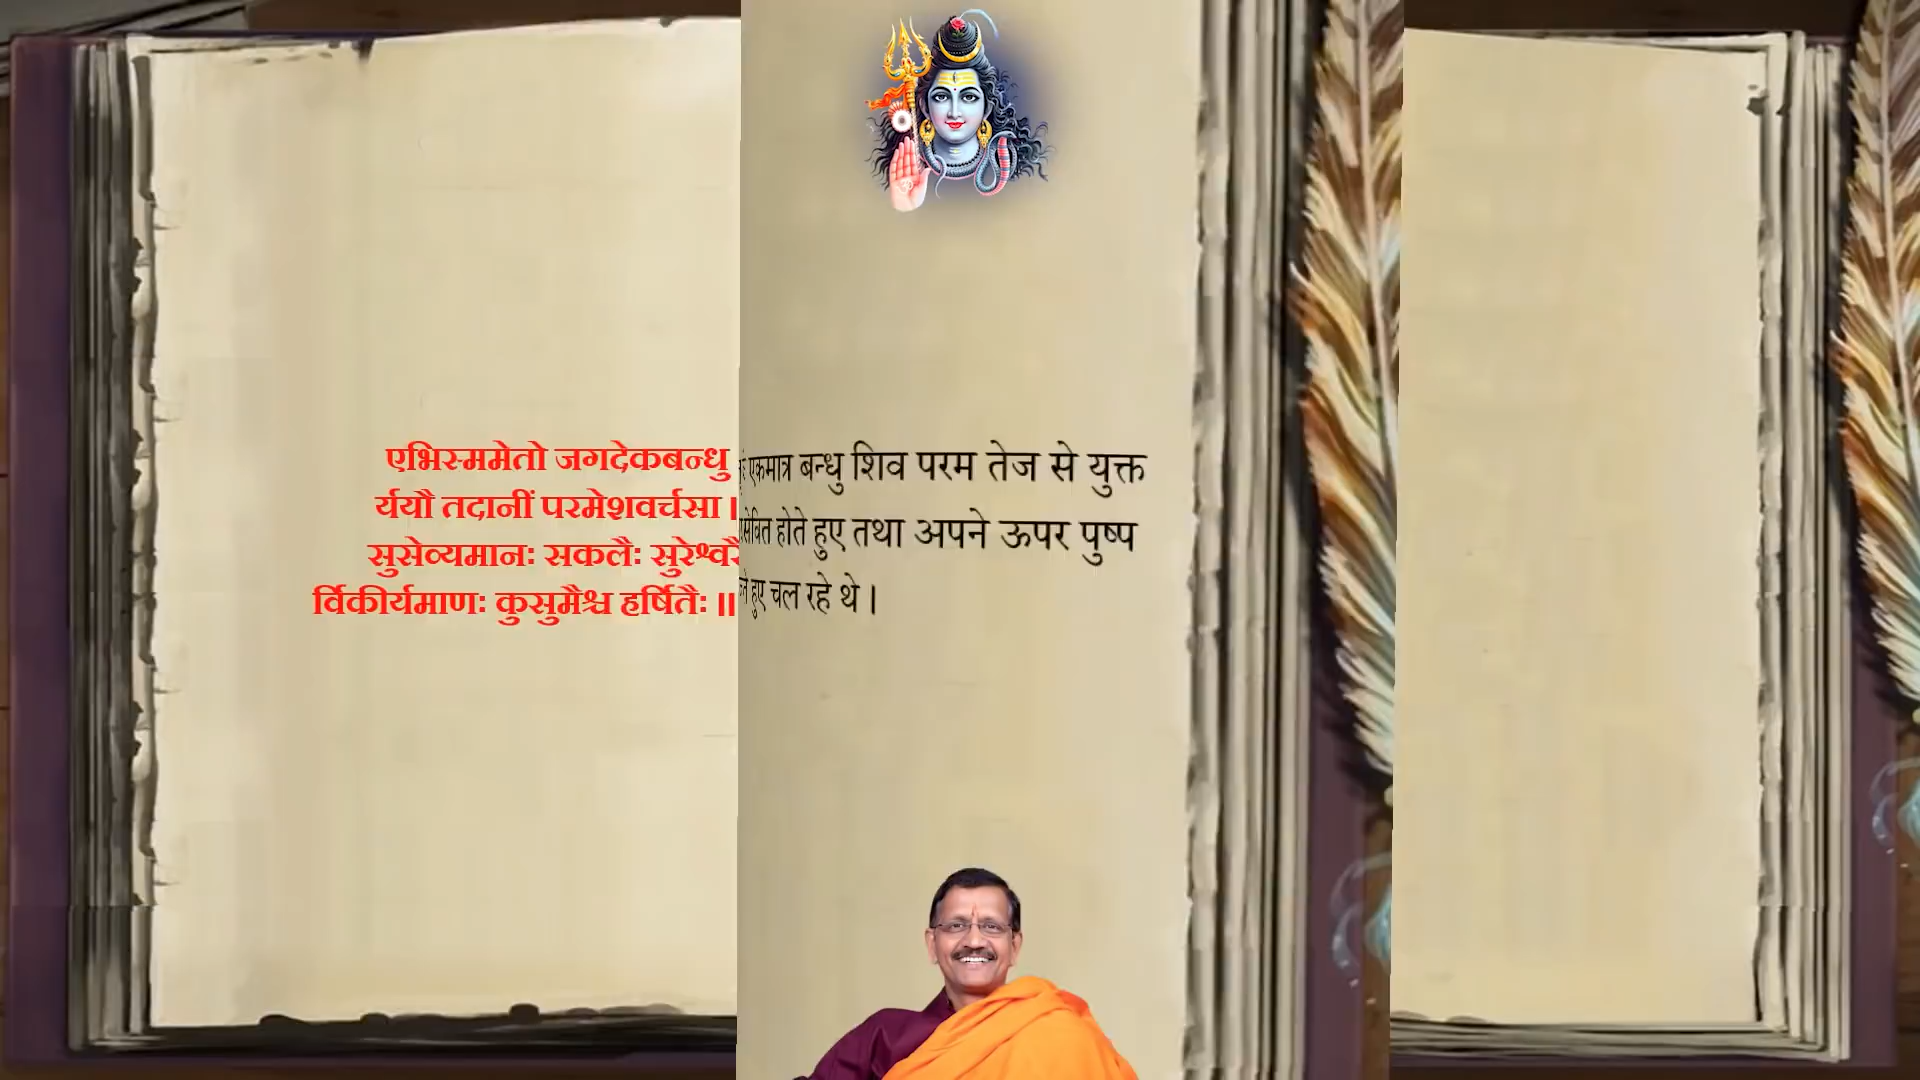 एभिस्ममेतो जगदेकबन्धु
र्ययौ तदानीं परमेशवर्चसा ।
सुसेव्यमानः सकलैः सुरेश्वरै
र्विकीर्यमाणः कुसुमैश्च हर्षितैः ॥
एकमात्र बन्धु शिव परम तेज से युक्त
होते हुए तथा अपने ऊपर पुष्प
हुए चल रहे थे ।